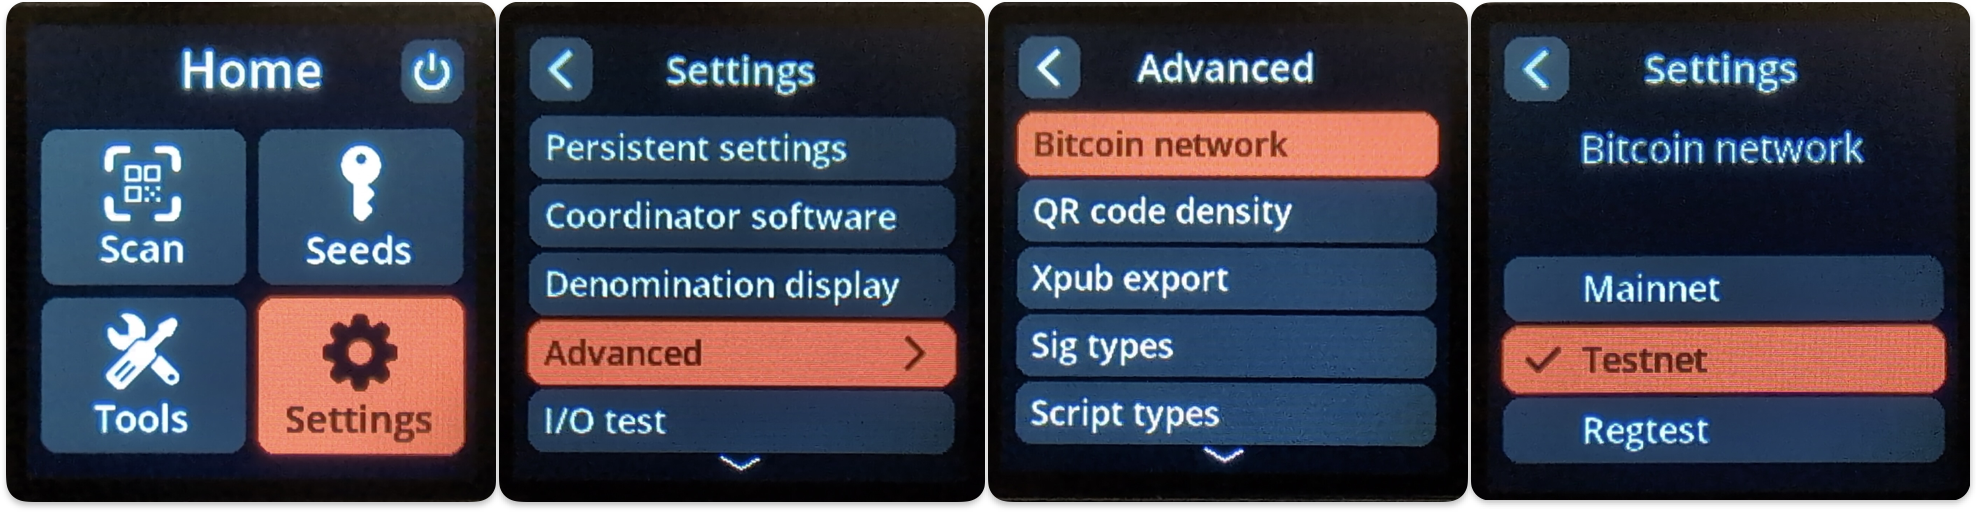 Home
Scan
Seeds
Tools
Settings
Settings
Persistent settings
Coordinator software
Denomination display
Advanced
I/O test
Advanced
Bitcoin network
QR code density
Xpub export
Sig types
Script types
Settings
Bitcoin network
Mainnet
Testnet
Regtest